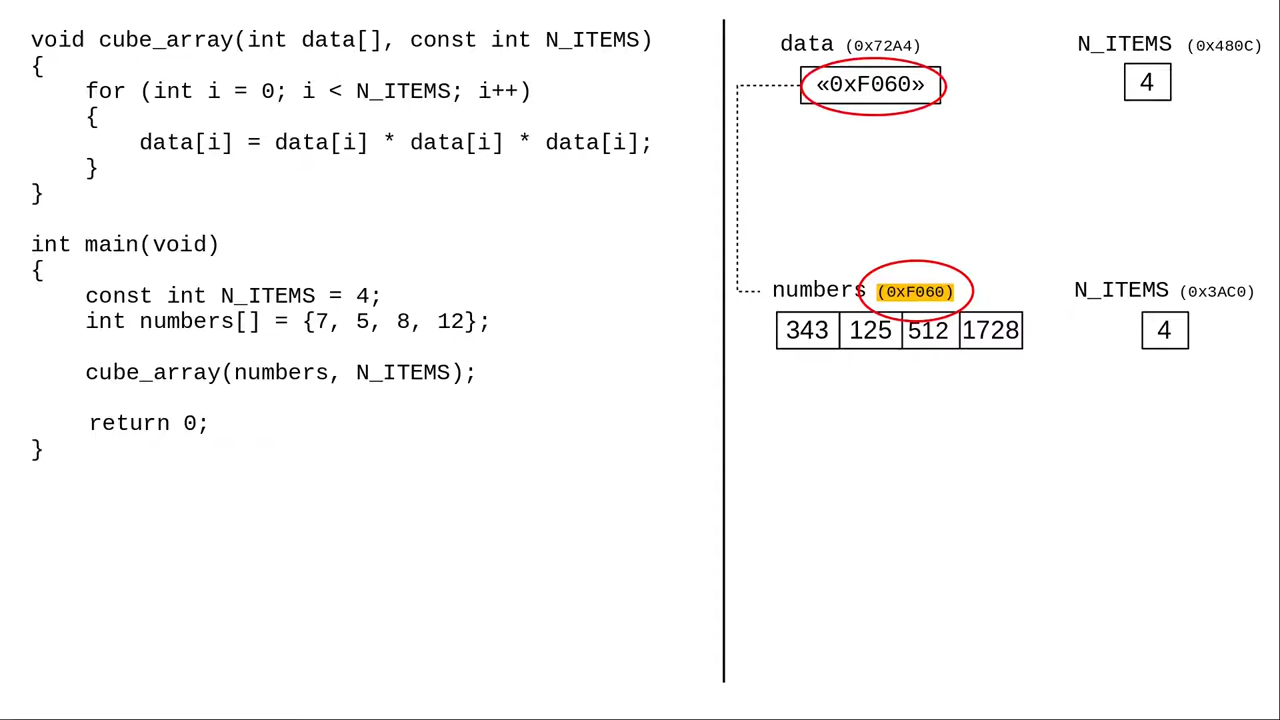 void cube_array(int data[], const int N_ITEMS)
{
    for (int i = 0; i < N_ITEMS; i++)
    {
        data[i] = data[i] * data[i] * data[i];
    }
}
int main(void)
{
    const int N_ITEMS = 4;
    int numbers[] = {7, 5, 8, 12};
    cube_array(numbers, N_ITEMS);
    return 0;
}
data (0x72A4) N_ITEMS (0x480C)
«0xF060» 4
numbers (0xF060) N_ITEMS (0x3AC0)
343 125 512 1728 4